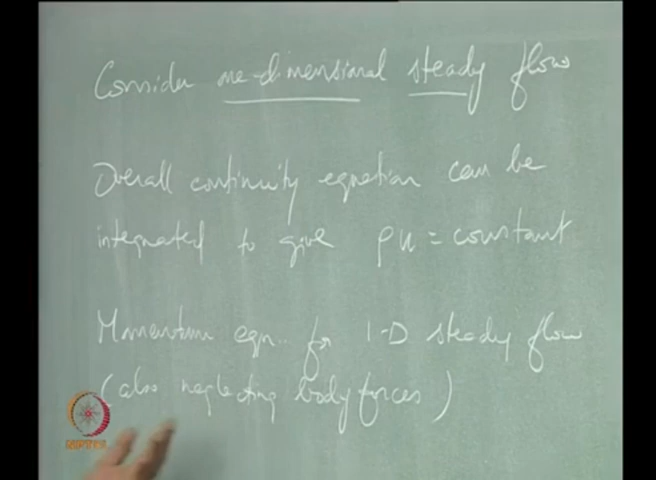 Consider one-dimensional steady flow
Overall continuity equation can be
integrated to give ρu = constant
Momentum eqn. for 1-D steady flow
(also neglecting body forces)
NPTEL